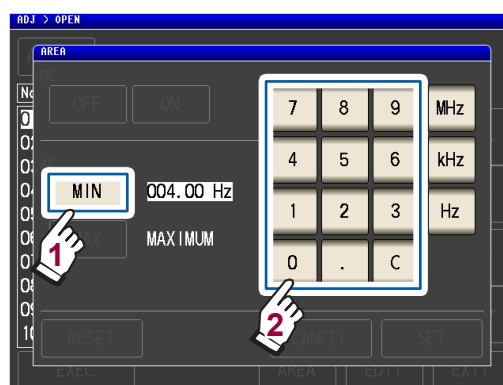 ADJ > OPEN
AREA
DC
No
OFF ON
7 8 9 MHz
4 5 6 kHz
MIN 004.00 Hz
1 2 3 Hz
MAX MAXIMUM
0 . C
1
2
RESET CANCEL SET
EXEC AREA EDIT EXIT